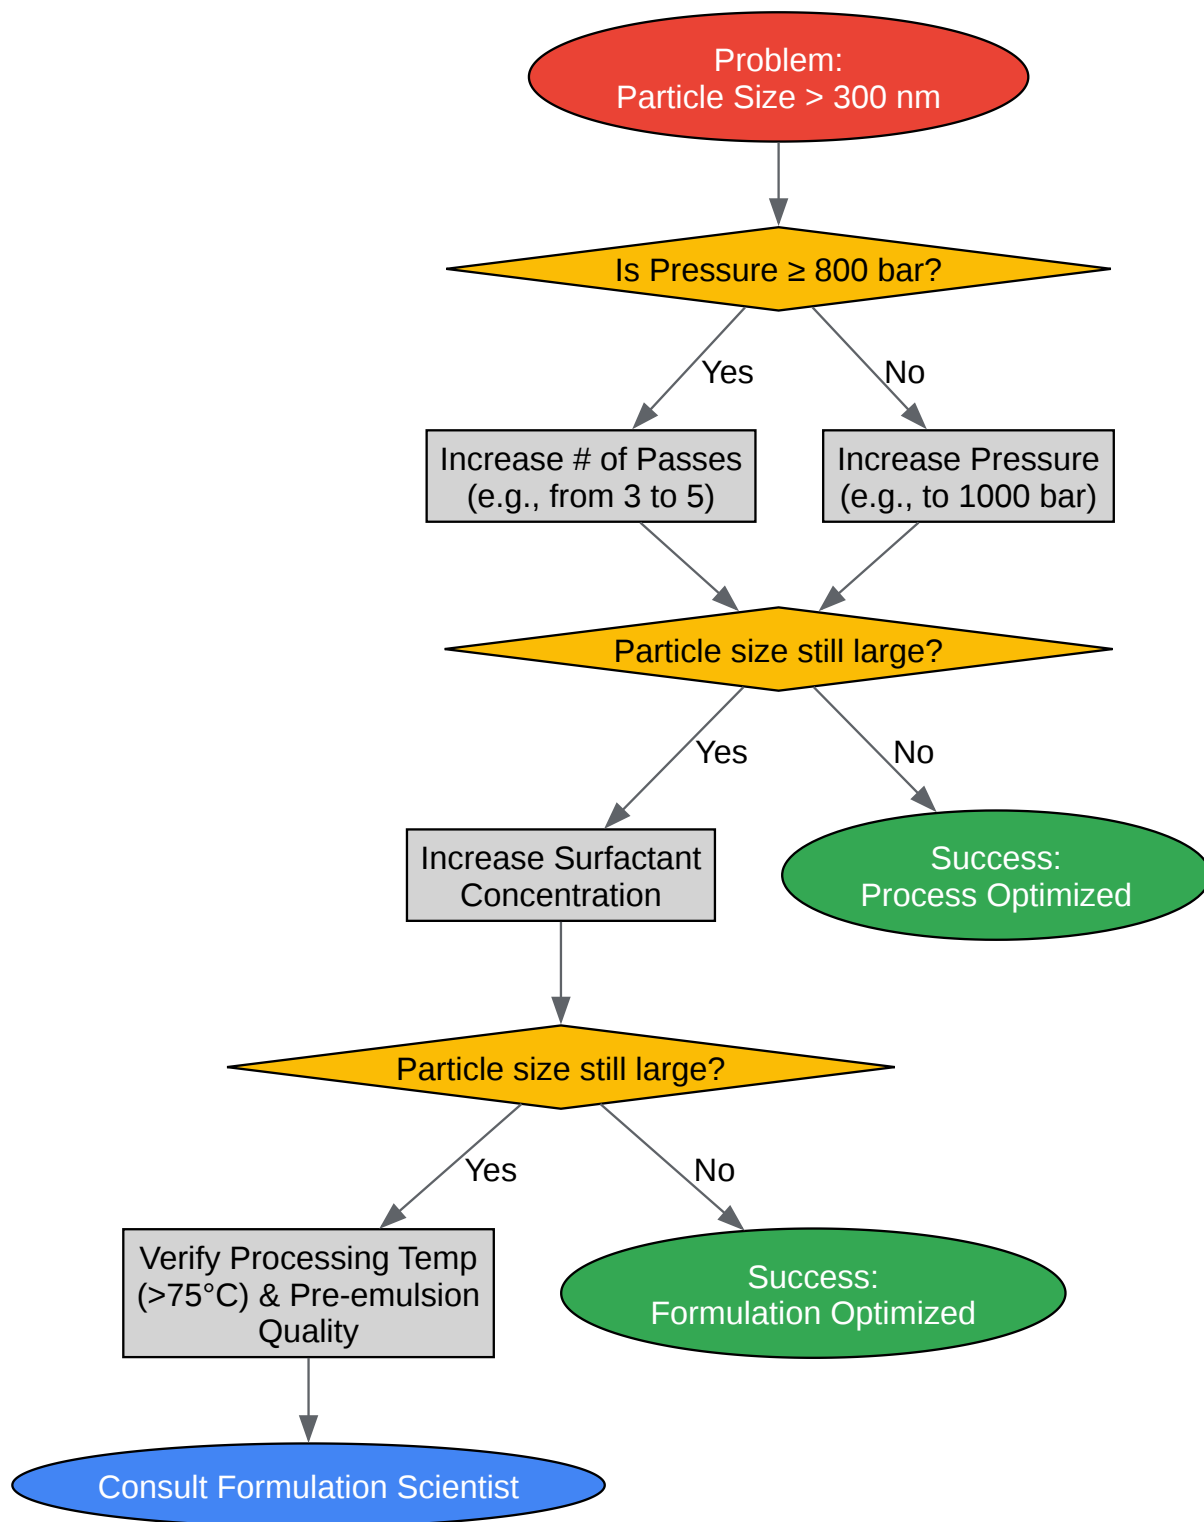 Problem:
Particle Size > 300 nm
Is Pressure ≥ 800 bar?
Yes
No
Increase # of Passes
(e.g., from 3 to 5)
Increase Pressure
(e.g., to 1000 bar)
Particle size still large?
Yes
No
Increase Surfactant
Concentration
Success:
Process Optimized
Particle size still large?
Yes
No
Verify Processing Temp
(>75°C) & Pre-emulsion
Quality
Success:
Formulation Optimized
Consult Formulation Scientist